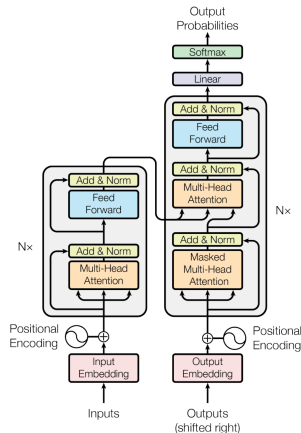 Output
Probabilities
Softmax
Linear
Add & Norm
Feed
Forward
Add & Norm
Multi-Head
Attention
Add & Norm
Masked
Multi-Head
Attention
N×
Positional
Encoding
Output
Embedding
Outputs
(shifted right)
Add & Norm
Feed
Forward
Add & Norm
Multi-Head
Attention
N×
Positional
Encoding
Input
Embedding
Inputs